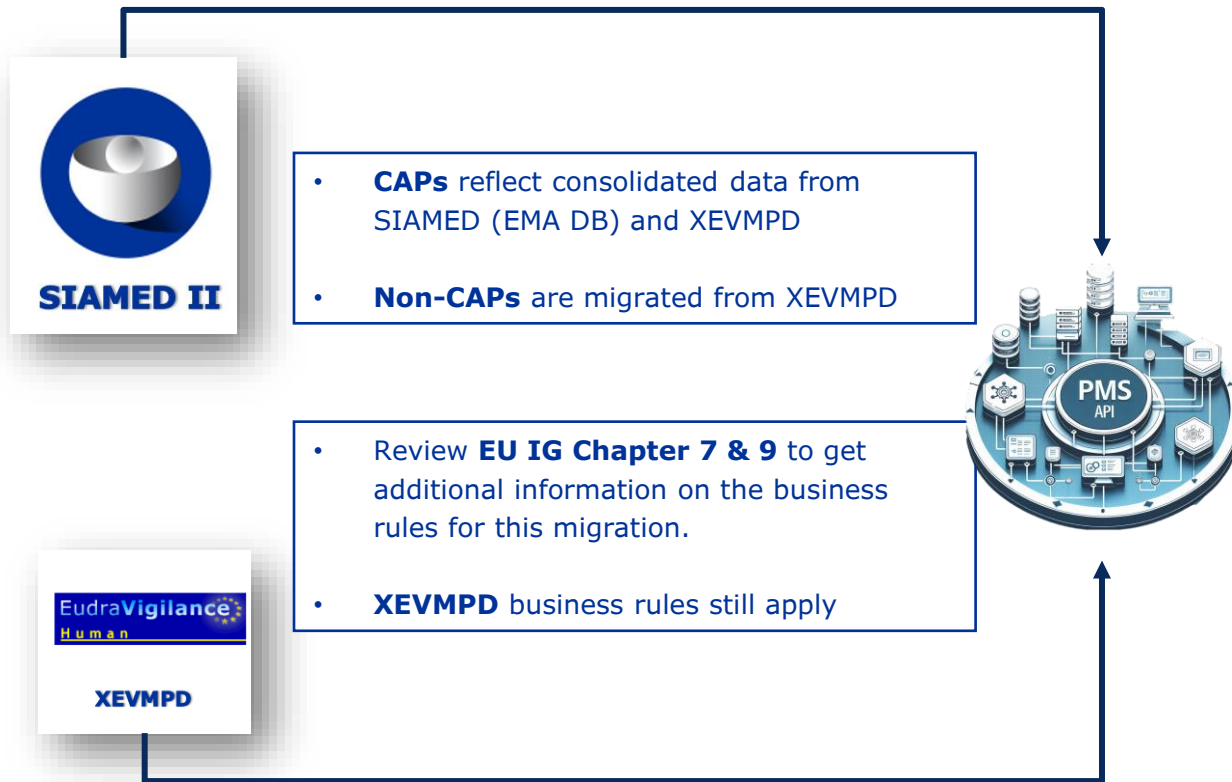 SIAMED II
• CAPs reflect consolidated data from
SIAMED (EMA DB) and XEVMPD
• Non-CAPs are migrated from XEVMPD
PMS
API
• Review EU IG Chapter 7 & 9 to get
additional information on the business
rules for this migration.
• XEVMPD business rules still apply
EudraVigilance
Human
XEVMPD